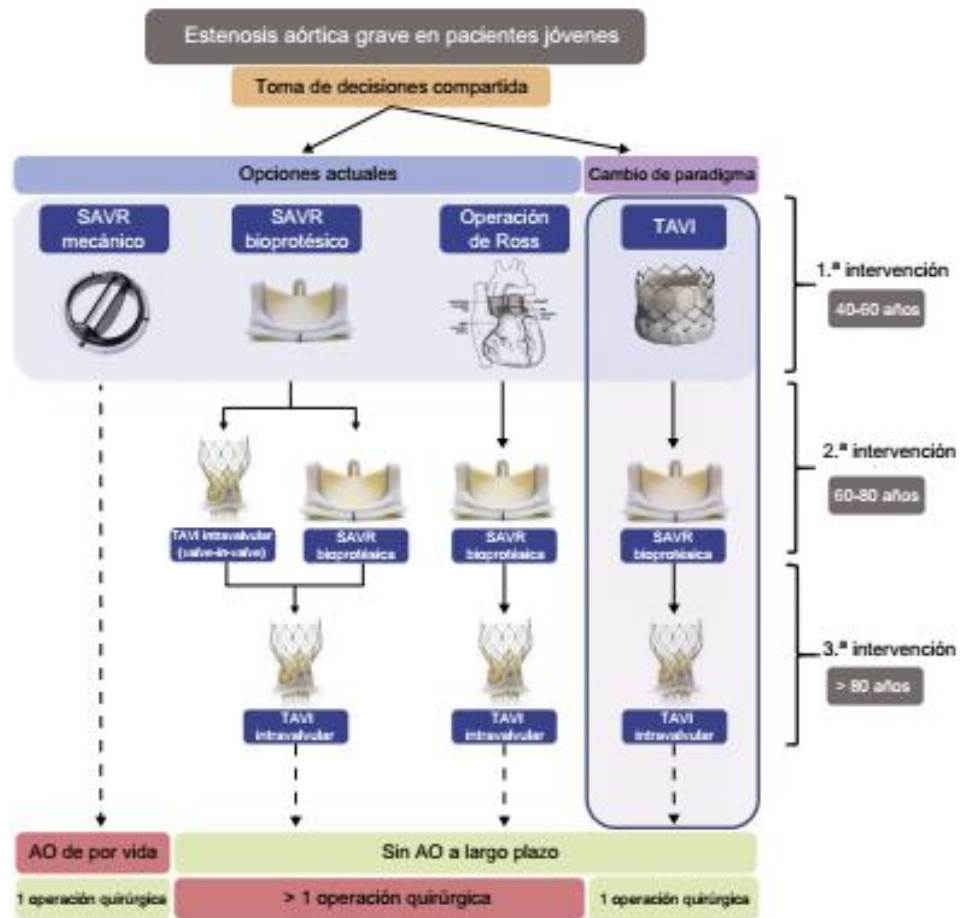 Estenosis aórtica grave en pacientes jóvenes
Toma de decisiones compartida
Opciones actuales
Cambio de paradigma
SAVR
mecánico
SAVR
bioprotésico
Operación
de Ross
TAVI
1.ª intervención
40-60 años
2.ª intervención
60-80 años
TAVI intravalvular
(valve-in-valve)
SAVR
bioprotésica
SAVR
bioprotésica
SAVR
bioprotésica
3.ª intervención
> 80 años
TAVI
intravalvular
TAVI
intravalvular
TAVI
intravalvular
AO de por vida
Sin AO a largo plazo
1 operación quirúrgica
> 1 operación quirúrgica
1 operación quirúrgica